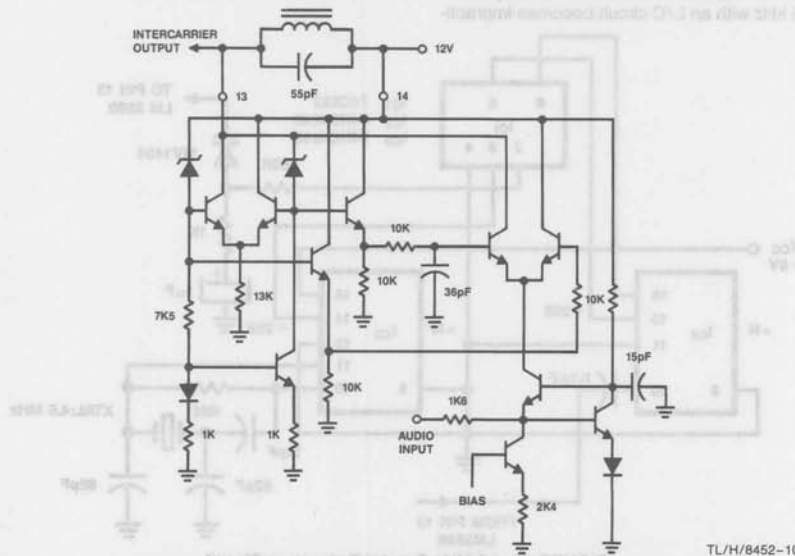 INTERCARRIER
OUTPUT
12V
55pF
13
14
10K
10K
36pF
13K
7K5
10K
15pF
10K
1K6
AUDIO
INPUT
1K
1K
BIAS
2K4
TL/H/8452-10